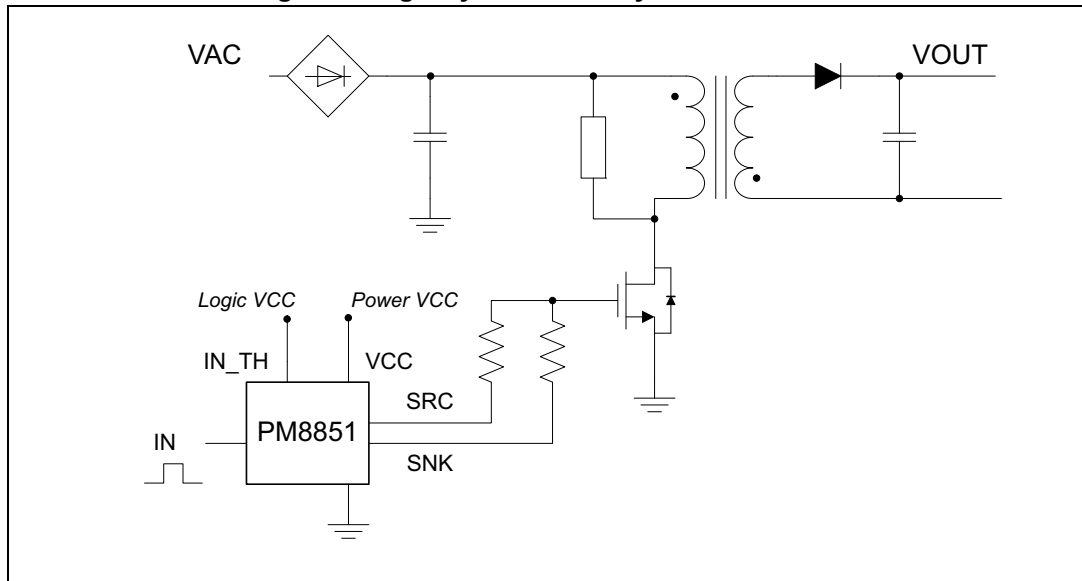 VAC
VOUT
Logic VCC
Power VCC
IN_TH
VCC
SRC
PM8851
IN
SNK